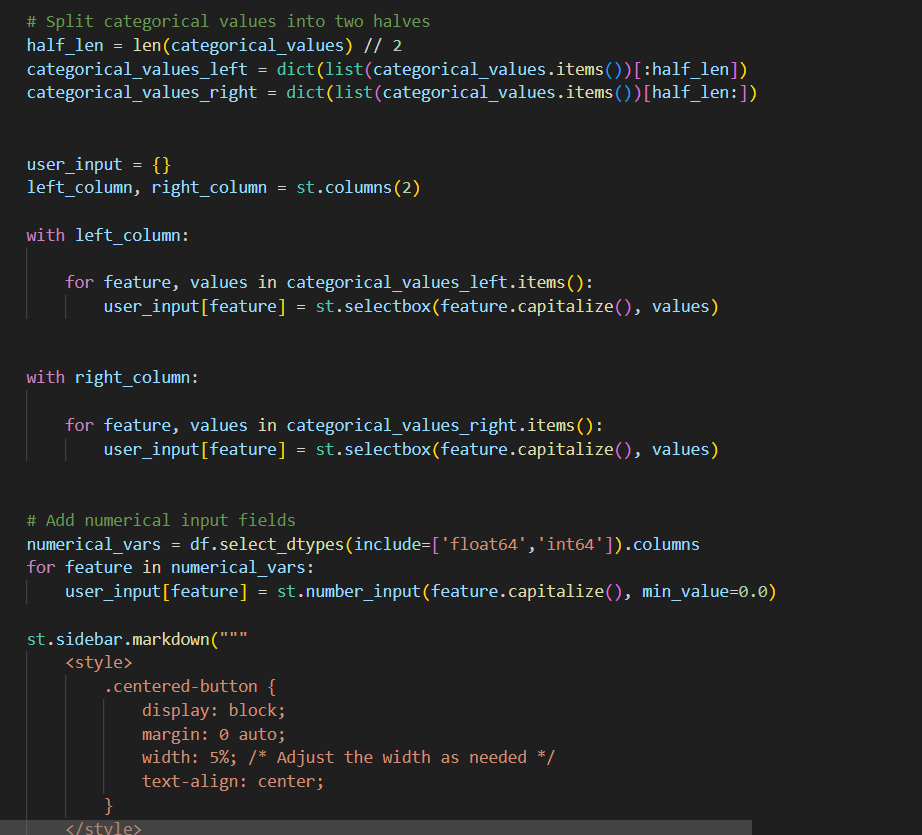 # Split categorical values into two halves
half_len = len(categorical_values) // 2
categorical_values_left = dict(list(categorical_values.items())[:half_len])
categorical_values_right = dict(list(categorical_values.items())[half_len:])
user_input = {}
left_column, right_column = st.columns(2)
with left_column:
for feature, values in categorical_values_left.items():
user_input[feature] = st.selectbox(feature.capitalize(), values)
with right_column:
for feature, values in categorical_values_right.items():
user_input[feature] = st.selectbox(feature.capitalize(), values)
# Add numerical input fields
numerical_vars = df.select_dtypes(include=['float64','int64']).columns
for feature in numerical_vars:
user_input[feature] = st.number_input(feature.capitalize(), min_value=0.0)
st.sidebar.markdown("""
<style>
.centered-button {
display: block;
margin: 0 auto;
width: 5%; /* Adjust the width as needed */
text-align: center;
}
</style>